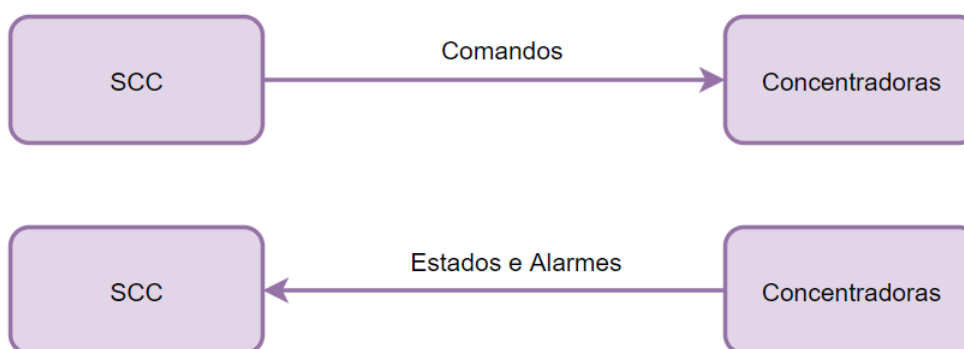 Comandos
SCC
Concentradoras
Estados e Alarmes
SCC
Concentradoras